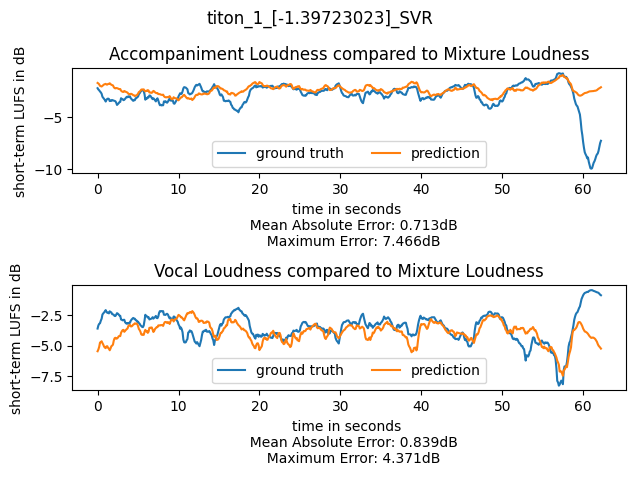 titon_1_[-1.39723023]_SVR
Accompaniment Loudness compared to Mixture Loudness
short-term LUFS in dB
−5
−10
ground truth
prediction
0 10 20 30 40 50 60
time in seconds
Mean Absolute Error: 0.713dB
Maximum Error: 7.466dB
Vocal Loudness compared to Mixture Loudness
short-term LUFS in dB
−2.5
−5.0
−7.5
ground truth
prediction
0 10 20 30 40 50 60
time in seconds
Mean Absolute Error: 0.839dB
Maximum Error: 4.371dB